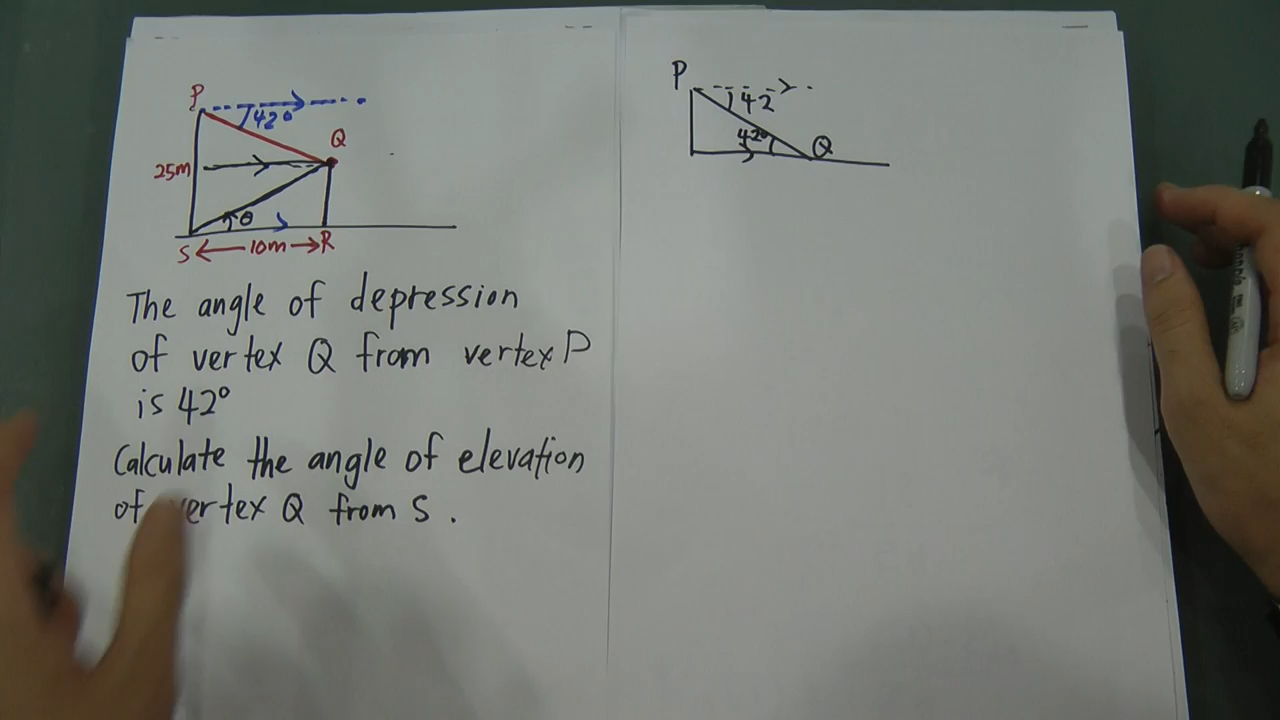 P
42°
Q
25m
θ
S
10m
R
The angle of depression
of vertex Q from vertex P
is 42°
Calculate the angle of elevation
of vertex Q from S.
P
42
42°
Q